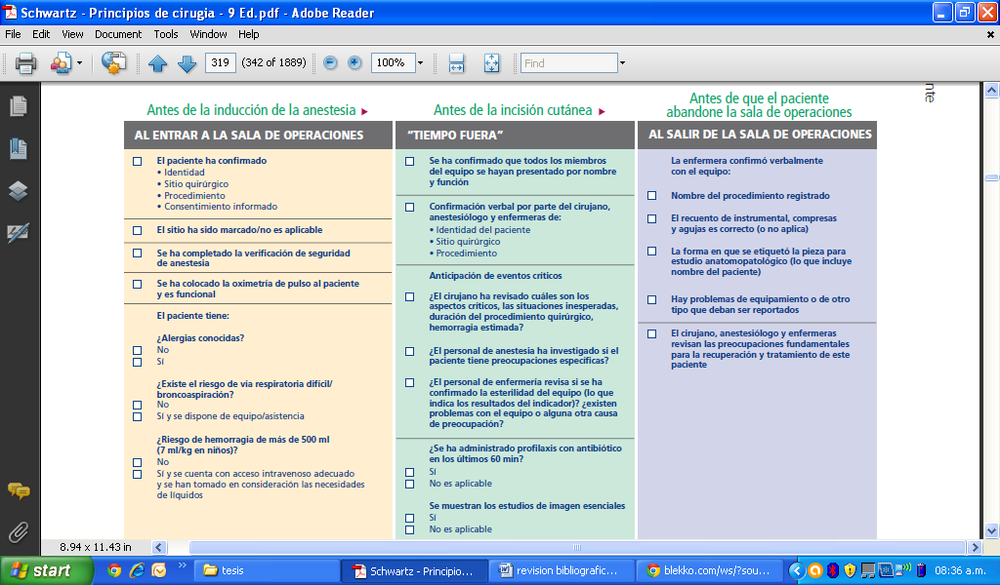 Schwartz - Principios de cirugia - 9 Ed.pdf - Adobe Reader
File Edit View Document Tools Window Help
319 (342 of 1889) 100% Find
nte
Antes de la inducción de la anestesia
AL ENTRAR A LA SALA DE OPERACIONES
El paciente ha confirmado
• Identidad
• Sitio quirúrgico
• Procedimiento
• Consentimiento informado
El sitio ha sido marcado/no es aplicable
Se ha completado la verificación de seguridad
de anestesia
Se ha colocado la oximetría de pulso al paciente
y es funcional
El paciente tiene:
¿Alergias conocidas?
No
Sí
¿Existe el riesgo de vía respiratoria difícil/
broncoaspiración?
No
Sí y se dispone de equipo/asistencia
¿Riesgo de hemorragia de más de 500 ml
(7 ml/kg en niños)?
No
Sí y se cuenta con acceso intravenoso adecuado
y se han tomado en consideración las necesidades
de líquidos
Antes de la incisión cutánea
"TIEMPO FUERA"
Se ha confirmado que todos los miembros
del equipo se hayan presentado por nombre
y función
Confirmación verbal por parte del cirujano,
anestesiólogo y enfermeras de:
• Identidad del paciente
• Sitio quirúrgico
• Procedimiento
Anticipación de eventos críticos
¿El cirujano ha revisado cuáles son los
aspectos críticos, las situaciones inesperadas,
duración del procedimiento quirúrgico,
hemorragia estimada?
¿El personal de anestesia ha investigado si el
paciente tiene preocupaciones específicas?
¿El personal de enfermería revisa si se ha
confirmado la esterilidad del equipo (lo que
indica los resultados del indicador)? ¿existen
problemas con el equipo o alguna otra causa
de preocupación?
¿Se ha administrado profilaxis con antibiótico
en los últimos 60 min?
Sí
No es aplicable
Se muestran los estudios de imagen esenciales
Sí
No es aplicable
Antes de que el paciente
abandone la sala de operaciones
AL SALIR DE LA SALA DE OPERACIONES
La enfermera confirmó verbalmente
con el equipo:
Nombre del procedimiento registrado
El recuento de instrumental, compresas
y agujas es correcto (o no aplica)
La forma en que se etiquetó la pieza para
estudio anatomopatológico (lo que incluye
nombre del paciente)
Hay problemas de equipamiento o de otro
tipo que deban ser reportados
El cirujano, anestesiólogo y enfermeras
revisan las preocupaciones fundamentales
para la recuperación y tratamiento de este
paciente
8.94 x 11.43 in
start tesis Schwartz - Principio... revision bibliografic... blekko.com/ws/?sou... 08:36 a.m.